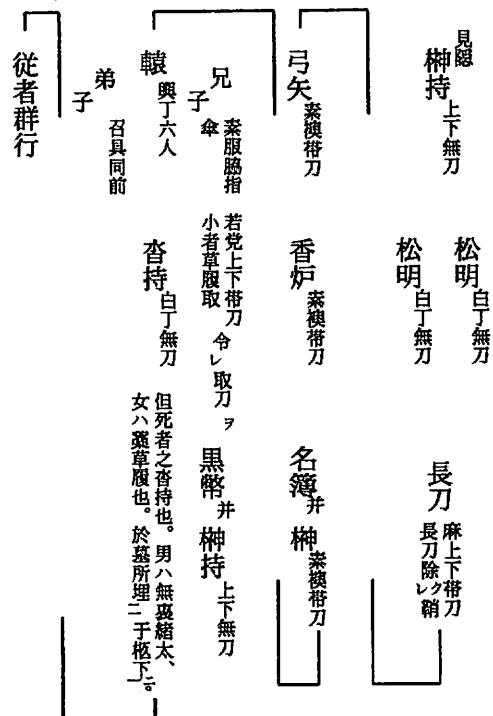 見隠
榊持 上下無刀
松明 白丁無刀
松明 白丁無刀
長刀 麻上下帯刀
長刀除レク鞘
弓矢 素襖帯刀
香炉 素襖帯刀
名簿并榊 素襖帯刀
兄子 素服脇指
傘
若党上下帯刀
小者草履取 令レ取刀ヲ
黒幣并榊持 上下無刀
轅 輿丁六人
沓持 白丁無刀
但死者之沓持也。男ハ無裏緒太、
女ハ藁草履也。於墓所埋二于柩下一ニ。
弟子 召具同前
従者群行